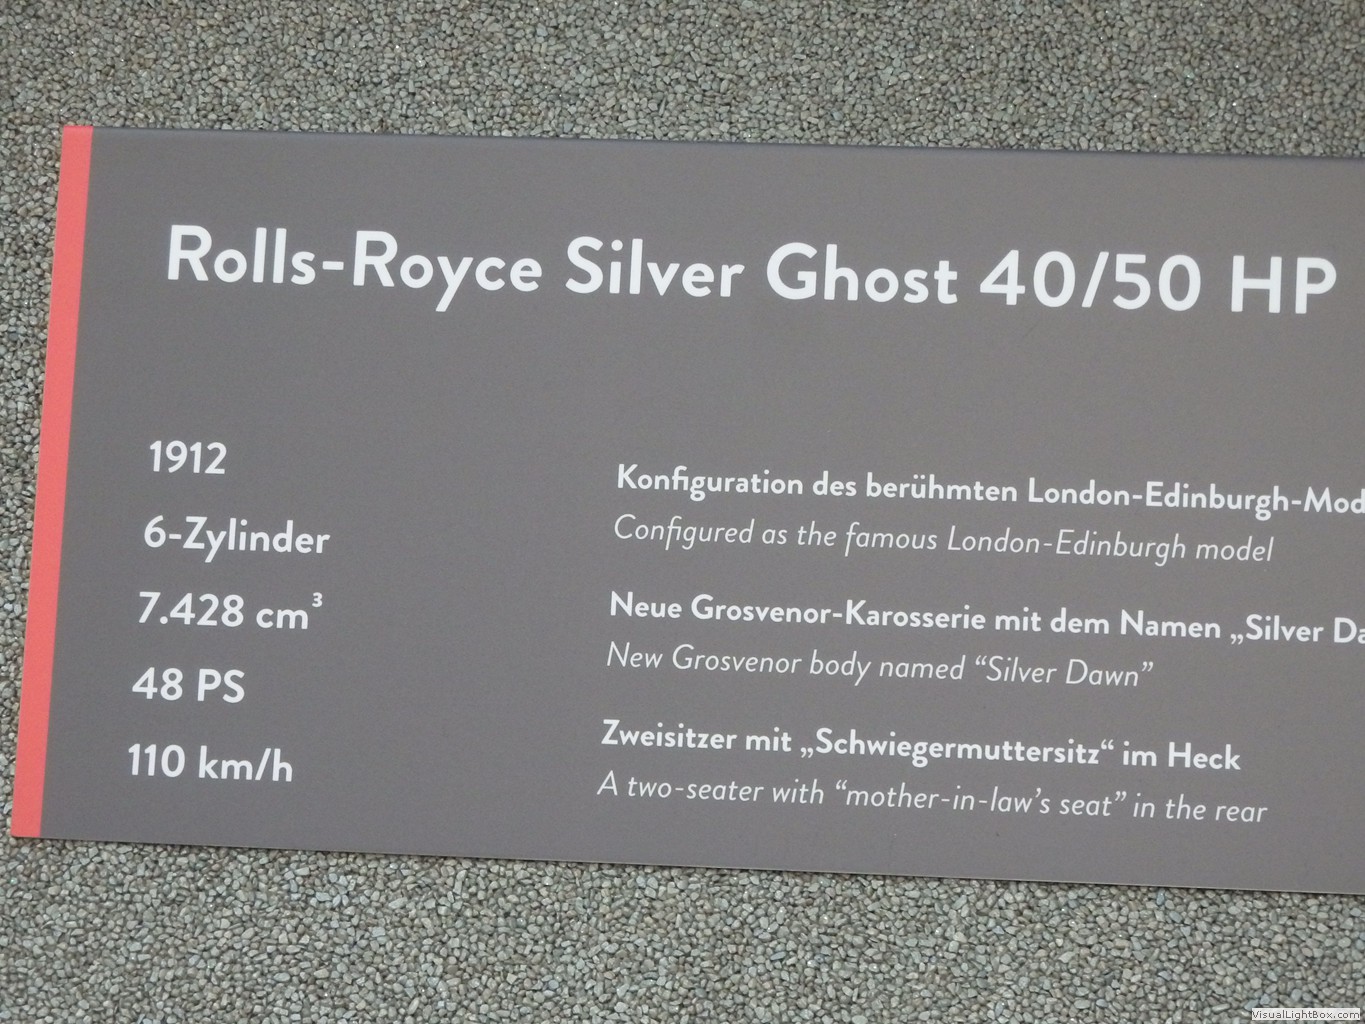 Rolls-Royce Silver Ghost 40/50 HP
1912
6-Zylinder
7.428 cm³
48 PS
110 km/h
Konfiguration des berühmten London-Edinburgh-Mod
Configured as the famous London-Edinburgh model
Neue Grosvenor-Karosserie mit dem Namen „Silver Da
New Grosvenor body named “Silver Dawn”
Zweisitzer mit „Schwiegermuttersitz“ im Heck
A two-seater with “mother-in-law’s seat” in the rear
VisualLightBox.com